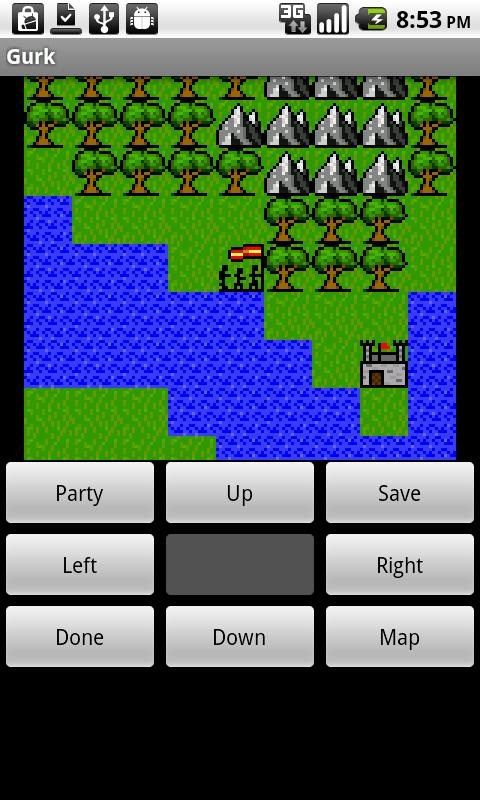 3G 8:53 PM
Gurk
Party Up Save
Left Right
Done Down Map